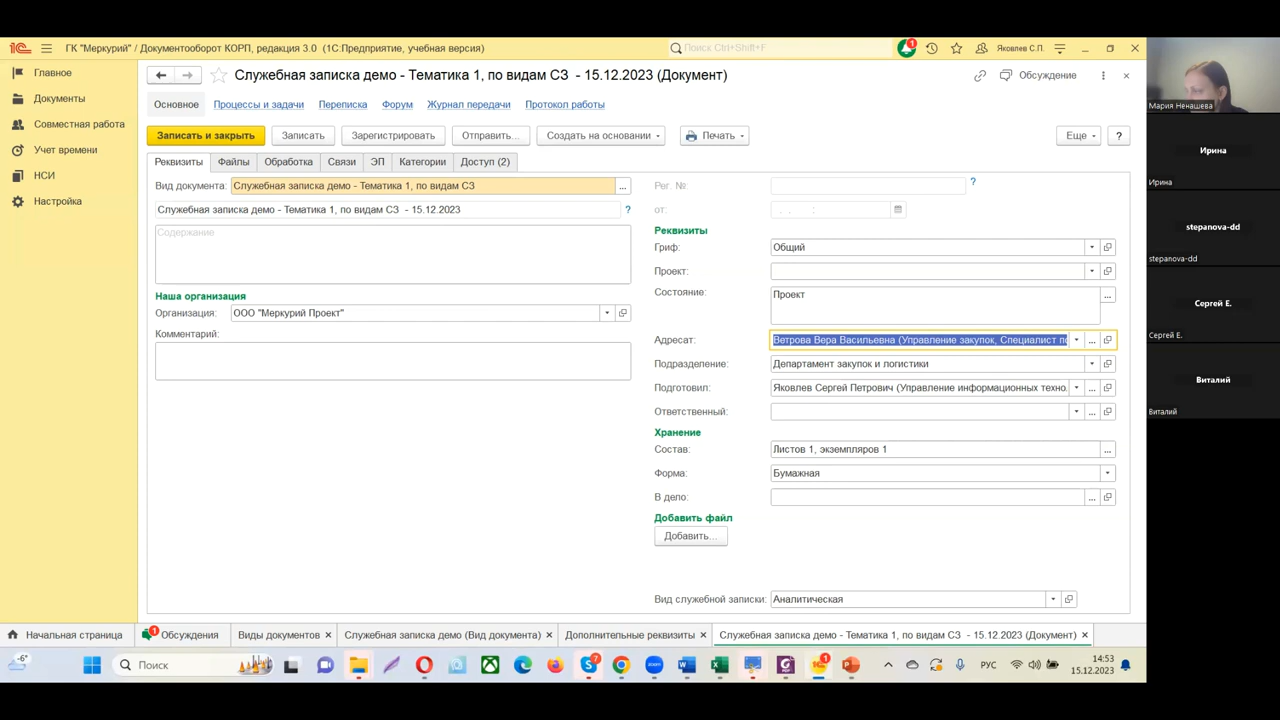 ГК "Меркурий" / Документооборот КОРП, редакция 3.0 (1С:Предприятие, учебная версия)
Поиск Ctrl+Shift+F
1
Яковлев С.П.
Главное
Документы
Совместная работа
Учет времени
НСИ
Настройка
Служебная записка демо - Тематика 1, по видам СЗ - 15.12.2023 (Документ)
Обсуждение
Основное Процессы и задачи Переписка Форум Журнал передачи Протокол работы
Записать и закрыть Записать Зарегистрировать Отправить... Создать на основании Печать Еще ?
Реквизиты Файлы Обработка Связи ЭП Категории Доступ (2)
Вид документа: Служебная записка демо - Тематика 1, по видам СЗ ...
Служебная записка демо - Тематика 1, по видам СЗ - 15.12.2023 ?
Содержание
Наша организация
Организация: ООО "Меркурий Проект"
Комментарий:
Рег. №: ?
от: . . :
Реквизиты
Гриф: Общий
Проект:
Состояние: Проект ...
Адресат: Ветрова Вера Васильевна (Управление закупок, Специалист по ...
Подразделение: Департамент закупок и логистики
Подготовил: Яковлев Сергей Петрович (Управление информационных техно. ...
Ответственный: ...
Хранение
Состав: Листов 1, экземпляров 1 ...
Форма: Бумажная
В дело: ...
Добавить файл
Добавить...
Вид служебной записки: Аналитическая
Начальная страница
1 Обсуждения
Виды документов ×
Служебная записка демо (Вид документа) ×
Дополнительные реквизиты ×
Служебная записка демо - Тематика 1, по видам СЗ - 15.12.2023 (Документ) ×
-6°
Поиск
7
1
РУС
14:53
15.12.2023
Мария Ненашева
Ирина
Ирина
stepanova-dd
stepanova-dd
Сергей Е.
Сергей Е.
Виталий
Виталий